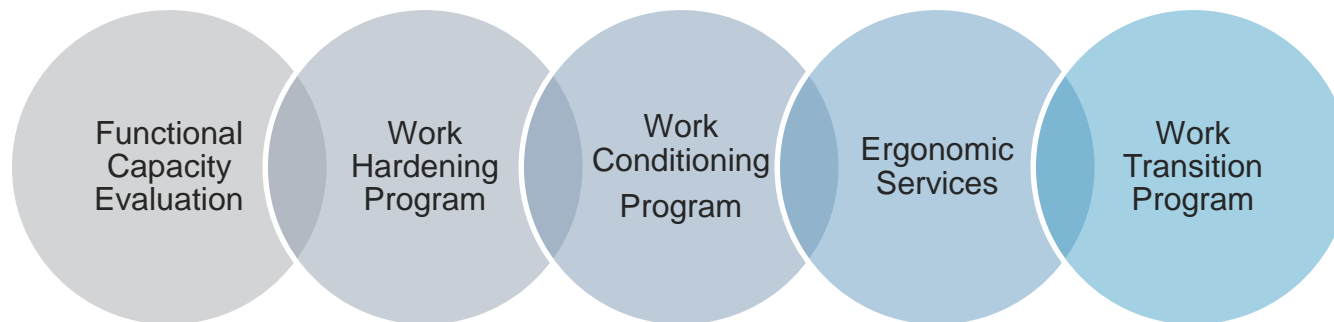 Functional
Capacity
Evaluation
Work
Hardening
Program
Work
Conditioning
Program
Ergonomic
Services
Work
Transition
Program